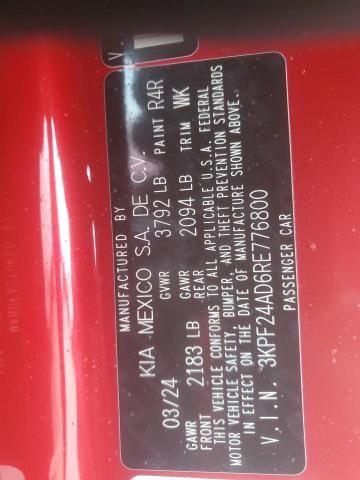 MANUFACTURED BY
KIA MEXICO S.A. DE C.V.
03/24 GVWR 3792 LB PAINT R4R
GAWR FRONT 2183 LB GAWR REAR 2094 LB TRIM WK
THIS VEHICLE CONFORMS TO ALL APPLICABLE U.S.A. FEDERAL
MOTOR VEHICLE SAFETY, BUMPER, AND THEFT PREVENTION STANDARDS
IN EFFECT ON THE DATE OF MANUFACTURE SHOWN ABOVE.
V.I.N. 3KPF24AD6RE776800
PASSENGER CAR
V.